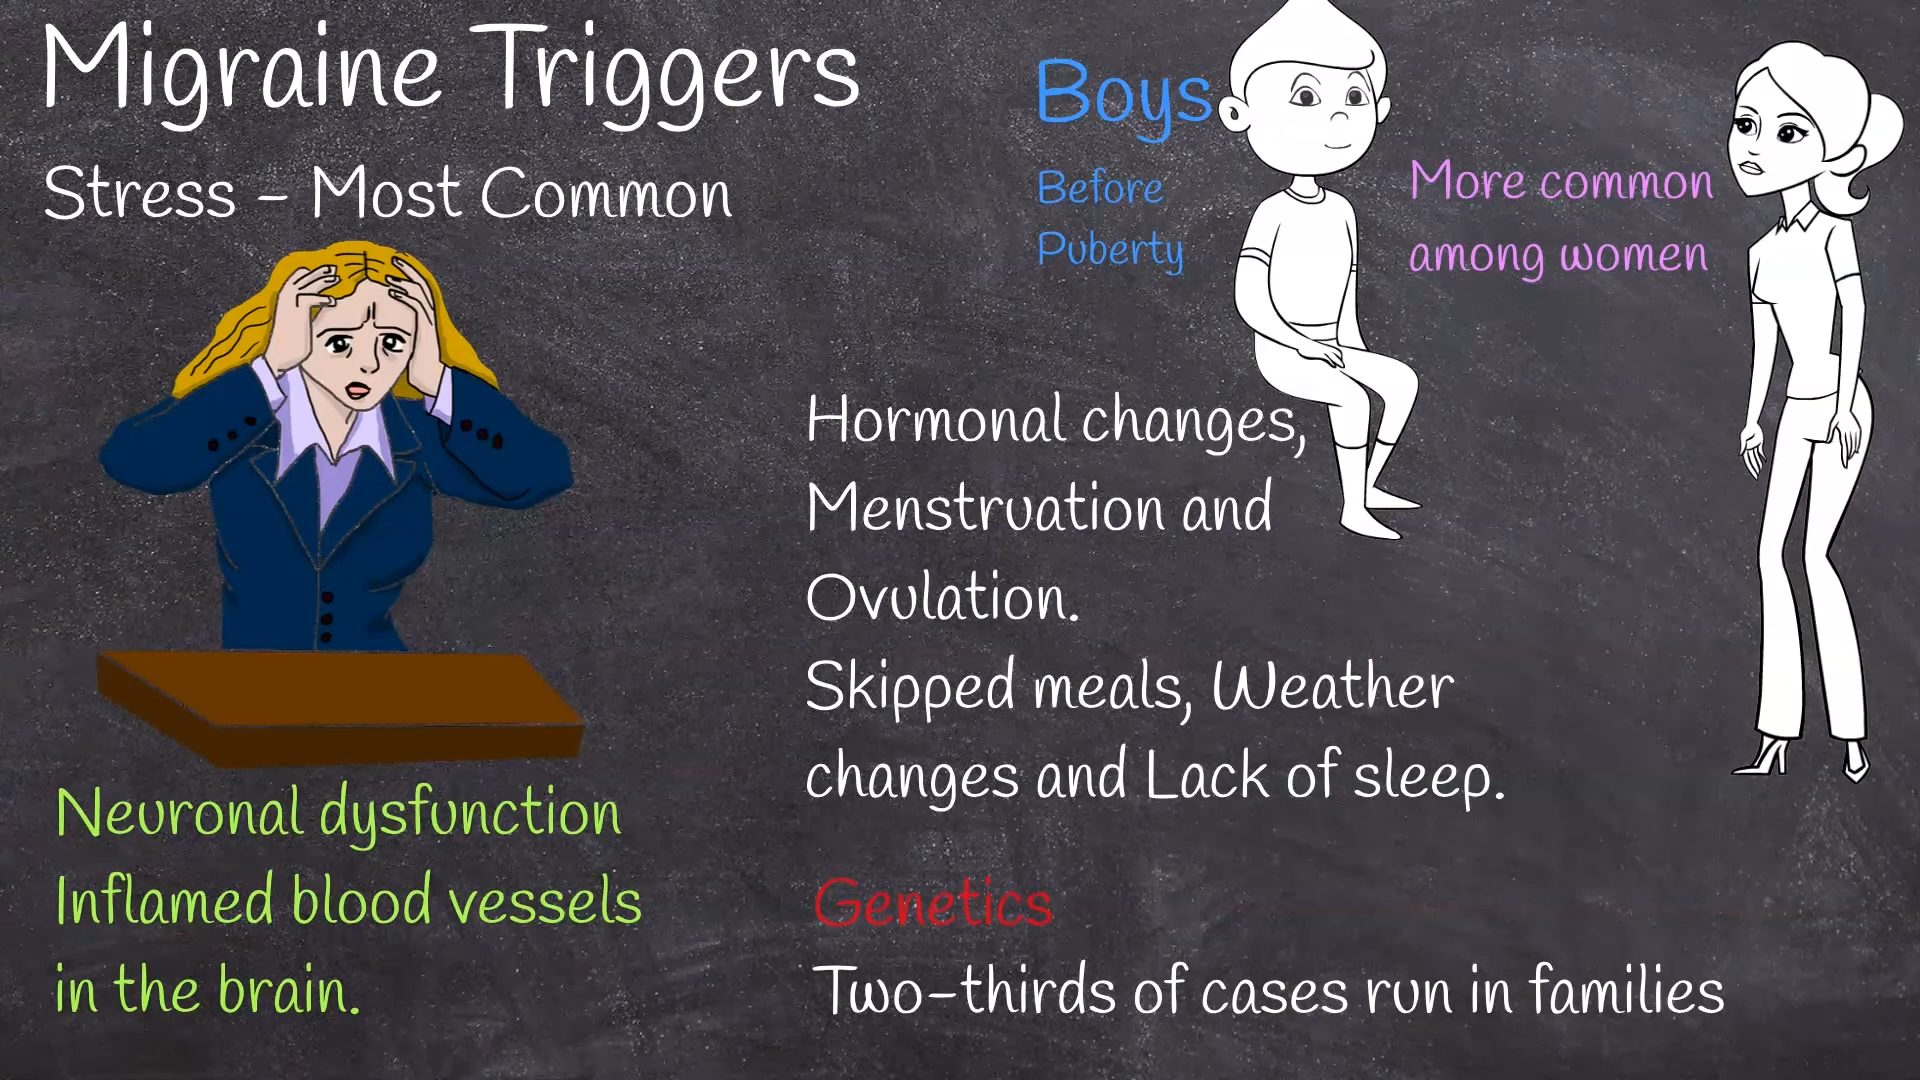 Migraine Triggers
Stress - Most Common
Boys
Before
Puberty
More common
among women
Hormonal changes,
Menstruation and
Ovulation.
Skipped meals, Weather
changes and Lack of sleep.
Neuronal dysfunction
Inflamed blood vessels
in the brain.
Genetics
Two-thirds of cases run in families